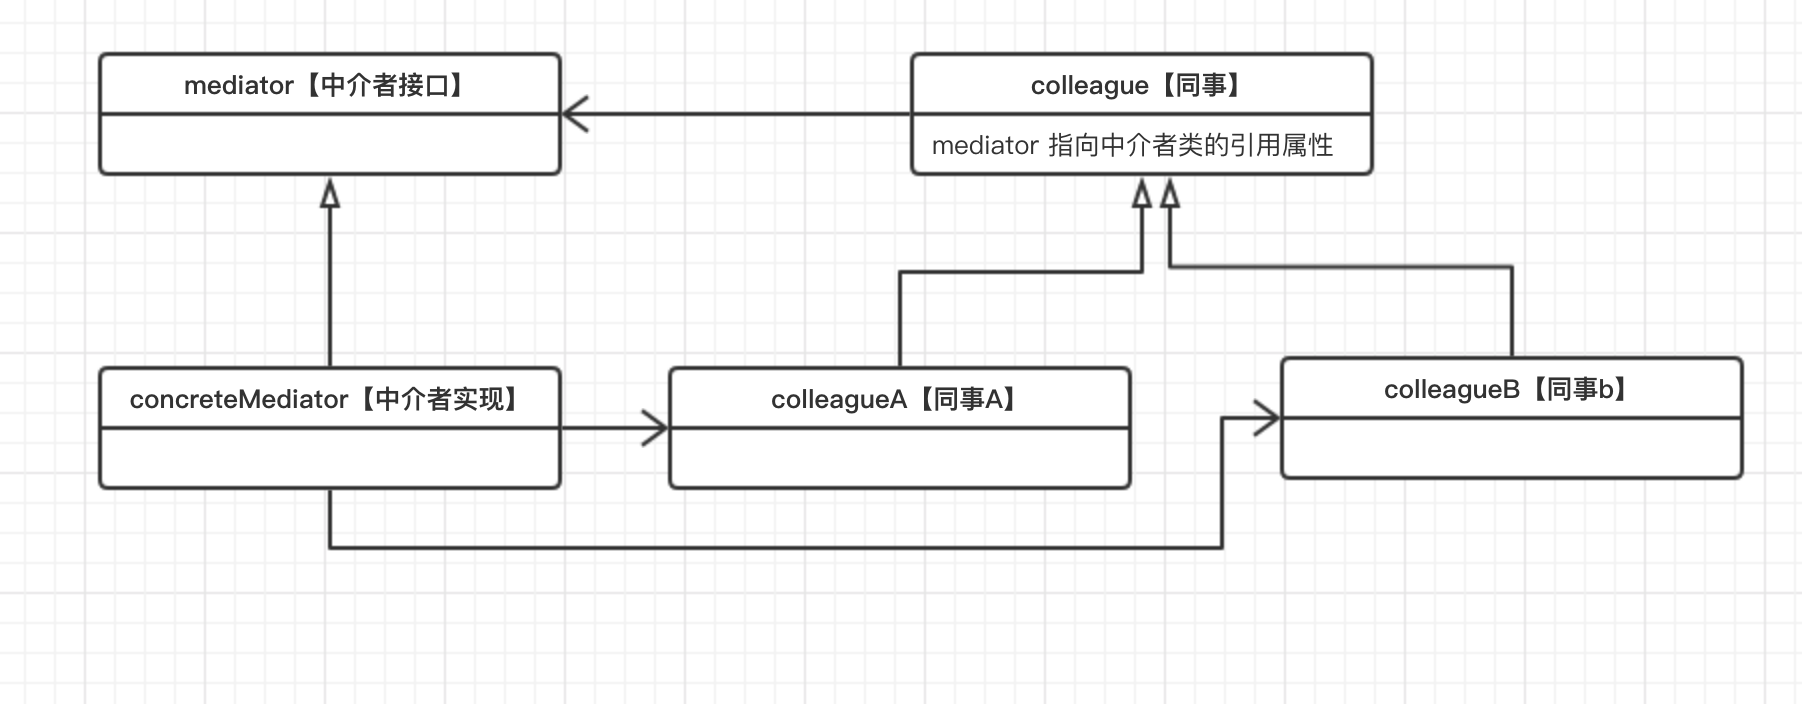 mediator【中介者接口】
colleague【同事】
mediator 指向中介者类的引用属性
concreteMediator【中介者实现】
colleagueA【同事A】
colleagueB【同事b】